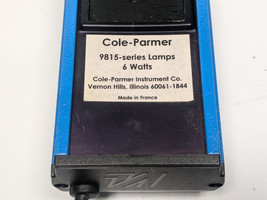 Cole-Parmer
9815-series Lamps
6 Watts
Cole-Parmer Instrument Co.
Vernon Hills, Illinois 60061-1844
Made in France